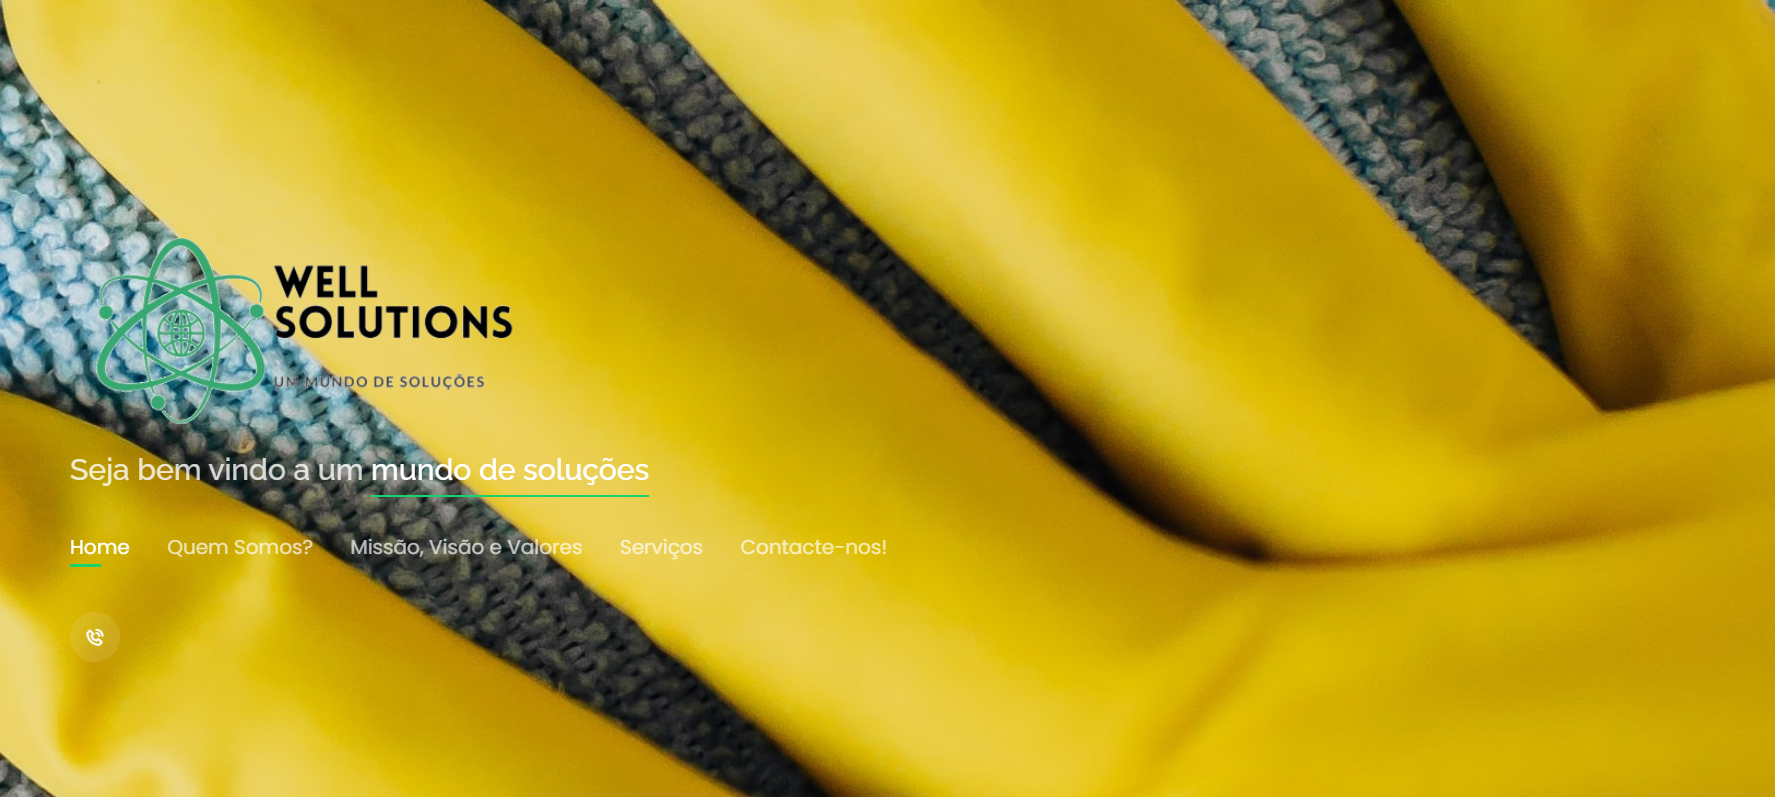 WELL
SOLUTIONS
UM MUNDO DE SOLUÇÕES
Seja bem vindo a um mundo de soluções
Home Quem Somos? Missão, Visão e Valores Serviços Contacte-nos!